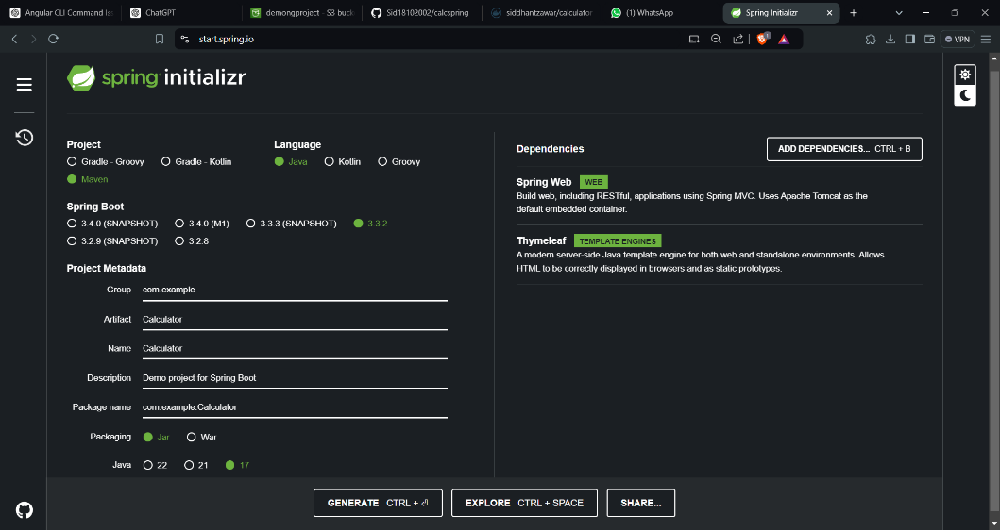 Angular CLI Command Iss
ChatGPT
demongproject - S3 buck
Sid18102002/calcspring
siddhantzawar/calculator
(1) WhatsApp
Spring Initializr
start.spring.io
1
VPN
spring initializr
Project
Gradle - Groovy
Gradle - Kotlin
Maven
Language
Java
Kotlin
Groovy
Spring Boot
3.4.0 (SNAPSHOT)
3.4.0 (M1)
3.3.3 (SNAPSHOT)
3.3.2
3.2.9 (SNAPSHOT)
3.2.8
Project Metadata
Group com.example
Artifact Calculator
Name Calculator
Description Demo project for Spring Boot
Package name com.example.Calculator
Packaging Jar War
Java 22 21 17
Dependencies
ADD DEPENDENCIES... CTRL + B
Spring Web WEB
Build web, including RESTful, applications using Spring MVC. Uses Apache Tomcat as the
default embedded container.
Thymeleaf TEMPLATE ENGINES
A modern server-side Java template engine for both web and standalone environments. Allows
HTML to be correctly displayed in browsers and as static prototypes.
GENERATE CTRL + ⏎
EXPLORE CTRL + SPACE
SHARE...